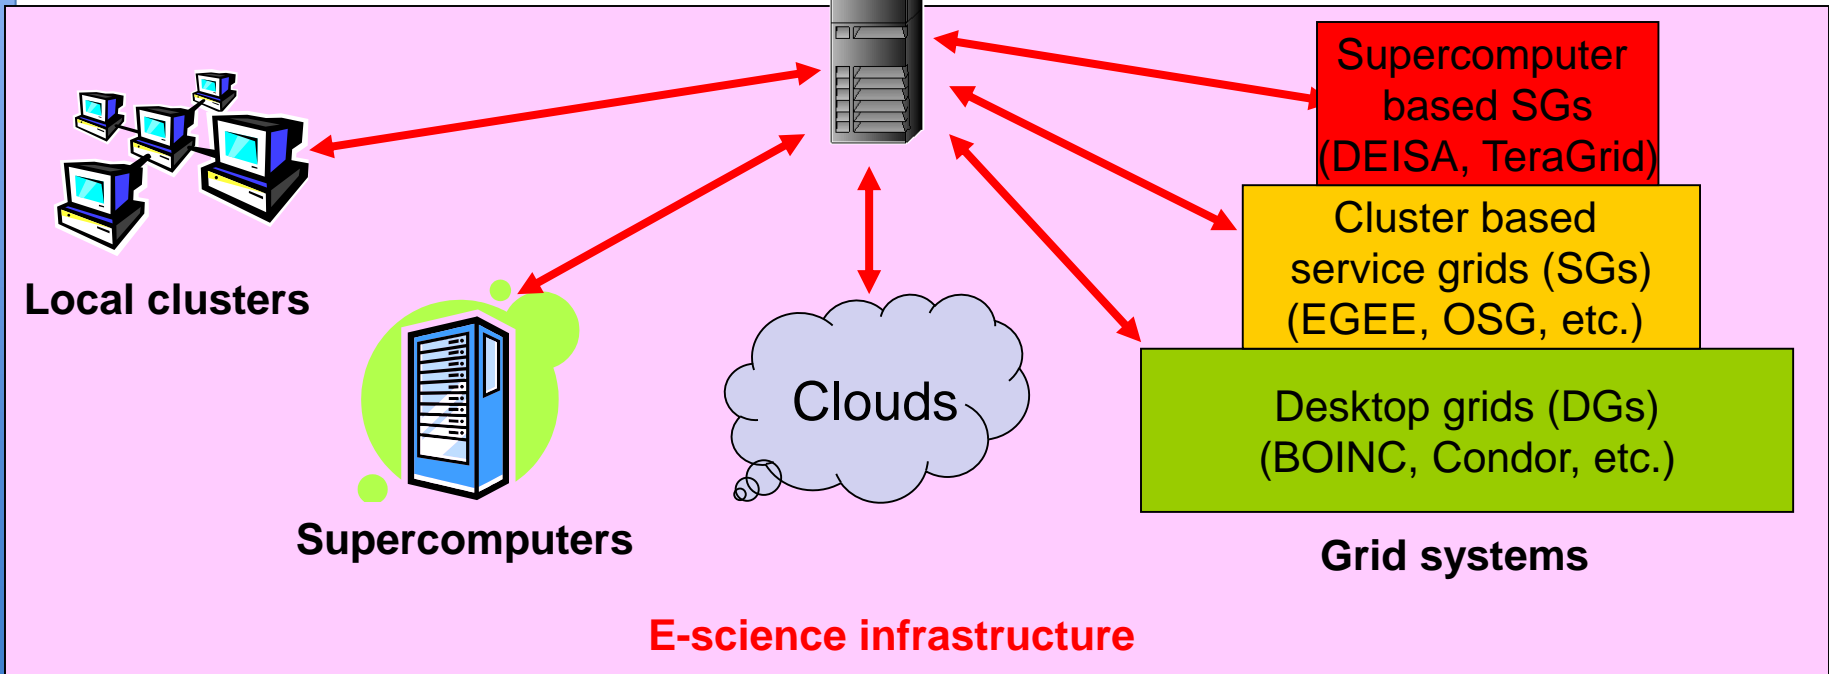 Supercomputer
based SGs
(DEISA, TeraGrid)
Cluster based
service grids (SGs)
(EGEE, OSG, etc.)
Local clusters
Clouds
Desktop grids (DGs)
(BOINC, Condor, etc.)
Supercomputers
Grid systems
E-science infrastructure